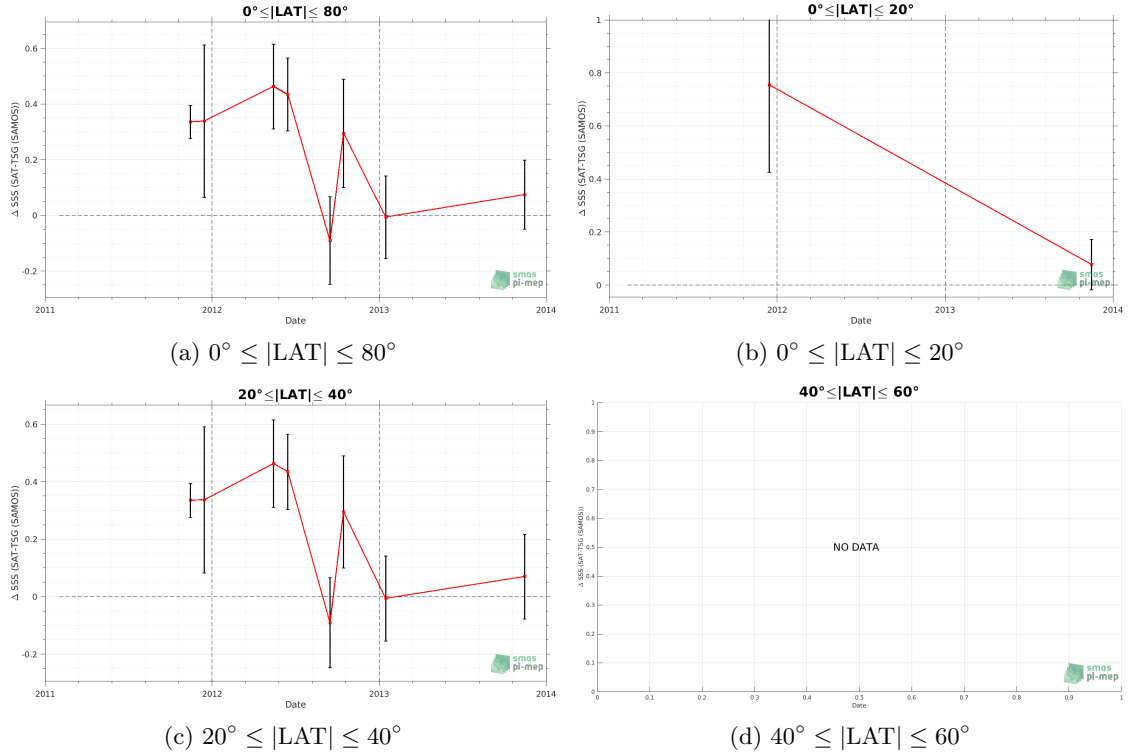 0°≤|LAT|≤ 80°
Δ SSS (SAT-TSG (SAMOS))
0.6
0.4
0.2
0
-0.2
2011
2012
2013
2014
Date
smos
pi-mep
(a) 0° ≤ |LAT| ≤ 80°
0°≤|LAT|≤ 20°
Δ SSS (SAT-TSG (SAMOS))
1
0.8
0.6
0.4
0.2
0
2011
2012
2013
2014
Date
smos
pi-mep
(b) 0° ≤ |LAT| ≤ 20°
20°≤|LAT|≤ 40°
Δ SSS (SAT-TSG (SAMOS))
0.6
0.4
0.2
0
-0.2
2011
2012
2013
2014
Date
smos
pi-mep
(c) 20° ≤ |LAT| ≤ 40°
40°≤|LAT|≤ 60°
Δ SSS (SAT-TSG (SAMOS))
1
0.9
0.8
0.7
0.6
0.5
0.4
0.3
0.2
0.1
0
NO DATA
0
0.1
0.2
0.3
0.4
0.5
0.6
0.7
0.8
0.9
1
Date
smos
pi-mep
(d) 40° ≤ |LAT| ≤ 60°